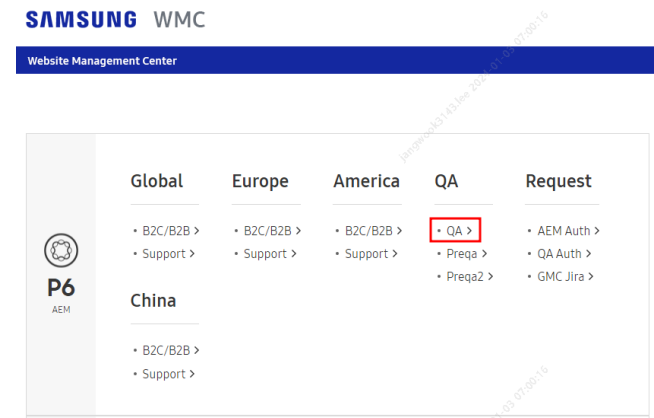 SAMSUNG WMC
Website Management Center
P6
AEM
Global
• B2C/B2B >
• Support >
Europe
• B2C/B2B >
• Support >
America
• B2C/B2B >
• Support >
QA
• QA >
• Preqa >
• Preqa2 >
Request
• AEM Auth >
• QA Auth >
• GMC Jira >
China
• B2C/B2B >
• Support >